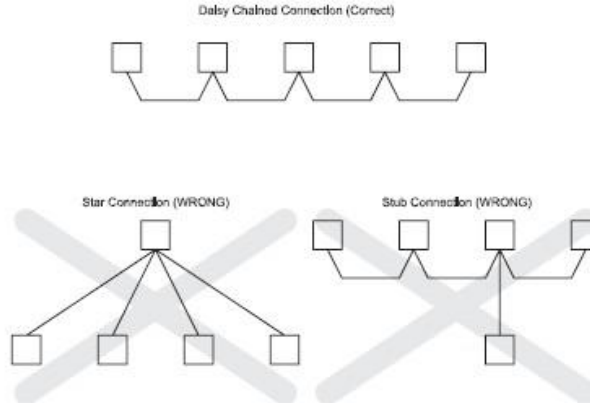 Daisy Chained Connection (Correct)
Star Connection (WRONG)
Stub Connection (WRONG)